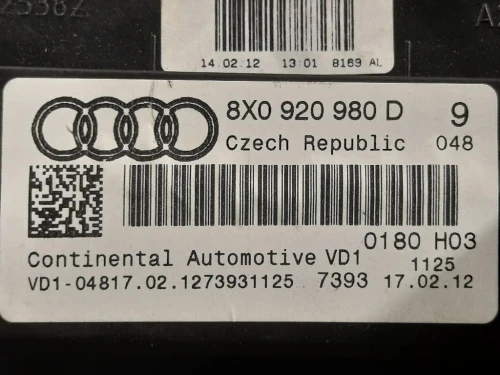 14.02.12 13:01 8169 AL
8X0 920 980 D 9
Czech Republic 048
0180 H03
Continental Automotive VD1 1125
VD1-04817.02.1273931125 7393 17.02.12